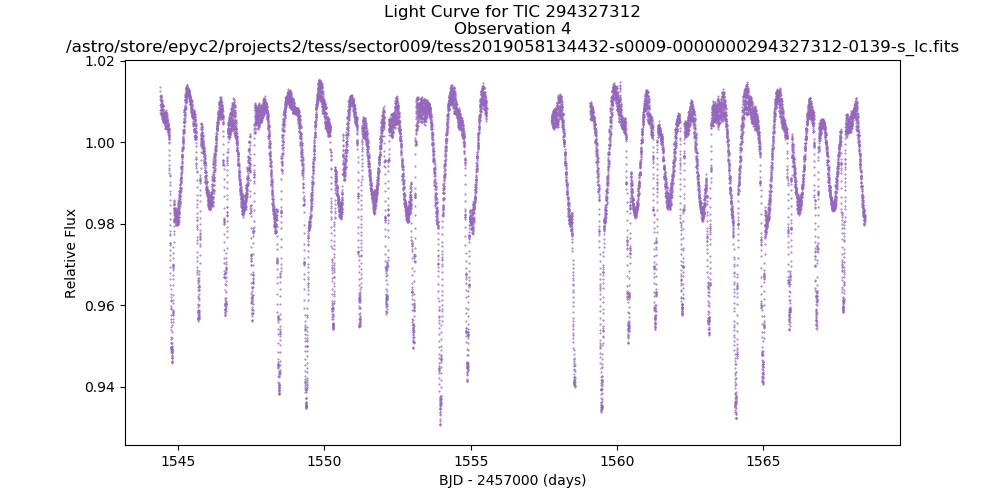 Light Curve for TIC 294327312
Observation 4
/astro/store/epyc2/projects2/tess/sector009/tess2019058134432-s0009-0000000294327312-0139-s_lc.fits
1.02
1.00
0.98
0.96
0.94
Relative Flux
1545
1550
1555
1560
1565
BJD - 2457000 (days)